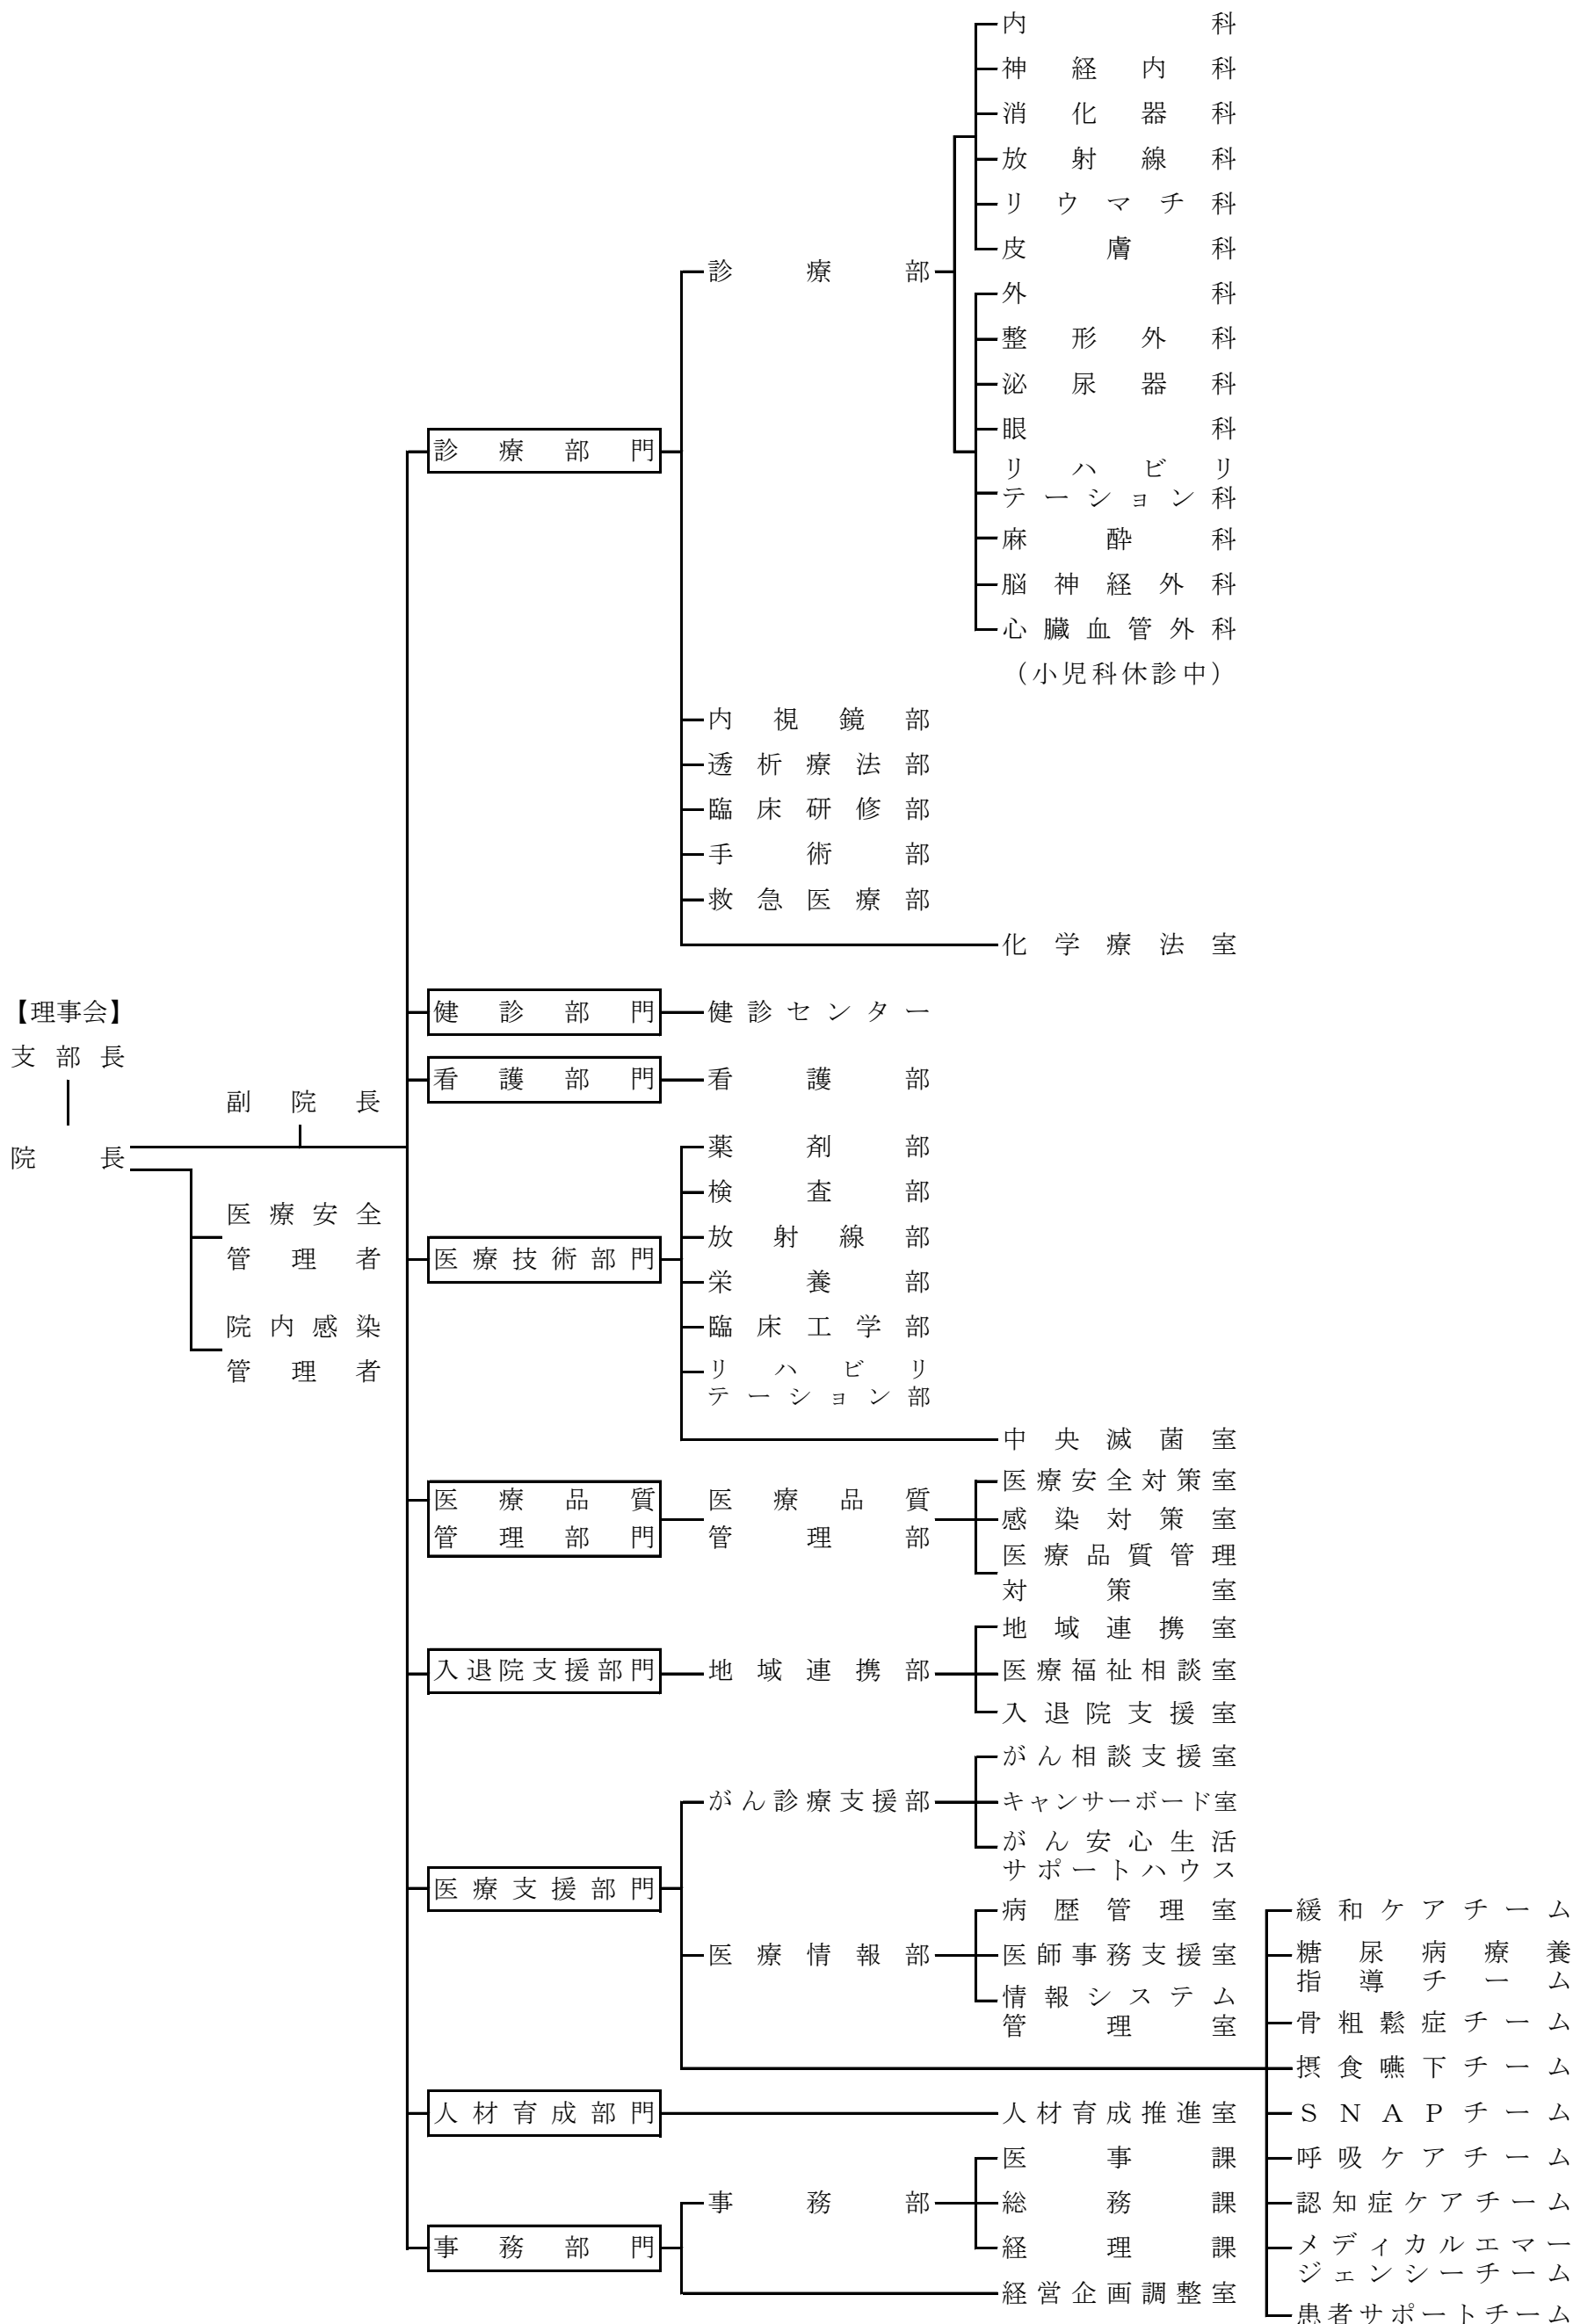 内科
神経内科
消化器科
放射線科
リウマチ科
皮膚科
診療部
外科
整形外科
泌尿器科
眼科
診療部門
リハビリ
テーション科
麻酔科
脳神経外科
心臓血管外科
（小児科休診中）
内視鏡部
透析療法部
臨床研修部
手術部
救急医療部
化学療法室
【理事会】
支部長
院長
副院長
医療安全
管理者
院内感染
管理者
健診部門
健診センター
看護部門
看護部
医療技術部門
薬剤部
検査部
放射線部
栄養部
臨床工学部
リハビリ
テーション部
中央滅菌室
医療品質
管理部門
医療品質
管理部
医療安全対策室
感染対策室
医療品質管理
対策室
入退院支援部門
地域連携部
地域連携室
医療福祉相談室
入退院支援室
医療支援部門
がん診療支援部
がん相談支援室
キャンサーボード室
がん安心生活
サポートハウス
医療情報部
病歴管理室
医師事務支援室
情報システム
管理室
緩和ケアチーム
糖尿病療養
指導チーム
骨粗鬆症チーム
摂食嚥下チーム
ＳＮＡＰチーム
呼吸ケアチーム
認知症ケアチーム
メディカルエマー
ジェンシーチーム
患者サポートチーム
人材育成部門
人材育成推進室
事務部門
事務部
医事課
総務課
経理課
経営企画調整室